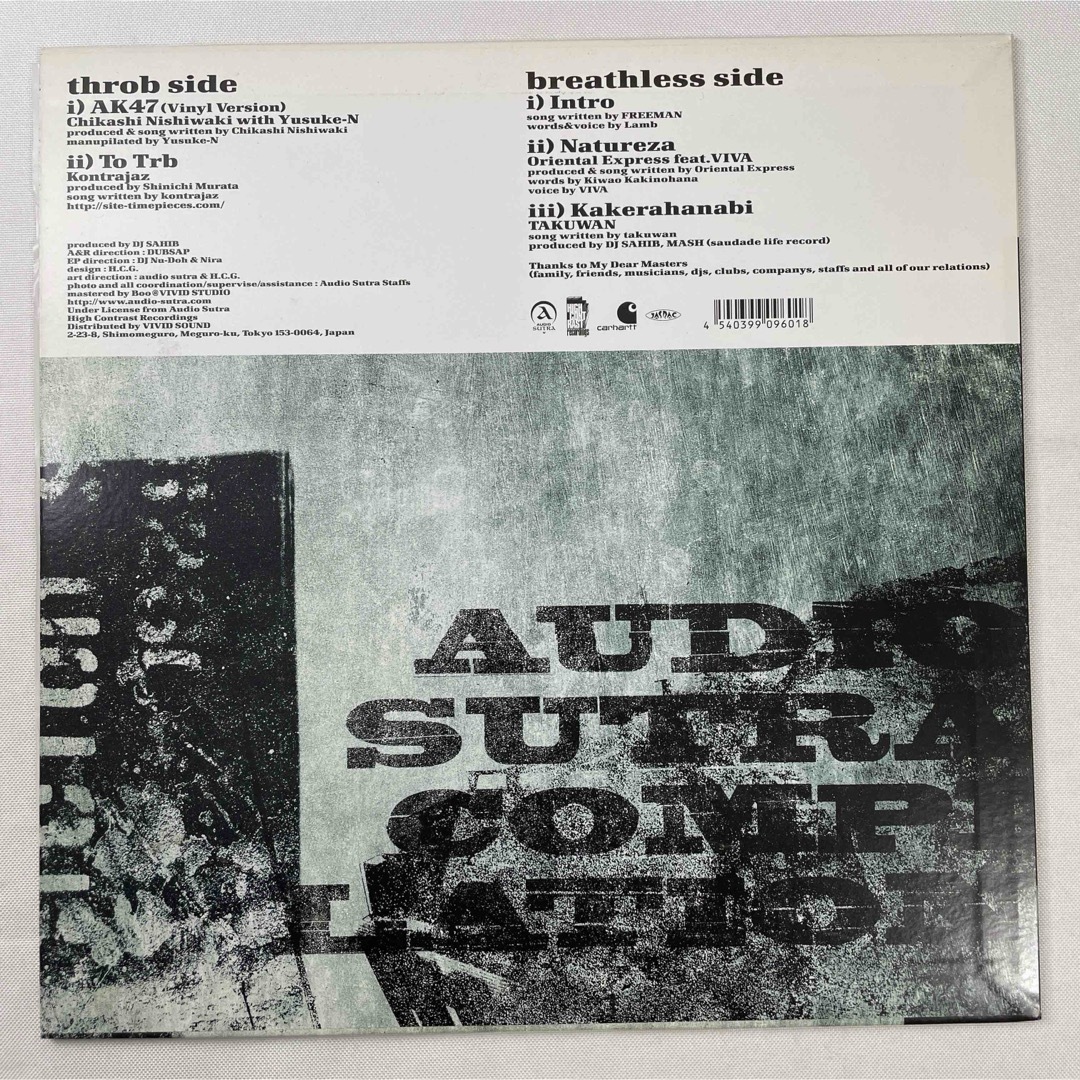 throb side
i) AK47 (Vinyl Version)
Chikashi Nishiwaki with Yusuke-N
produced & song written by Chikashi Nishiwaki
manupilated by Yusuke-N
ii) To Trb
Kontrajaz
produced by Shinichi Murata
song written by kontrajaz
http://site-timepieces.com/
produced by DJ SAHIB
A&R direction : DUBSAP
EP direction : DJ Nu-Doh & Nira
design : H.C.G.
art direction : audio sutra & H.C.G.
photo and all coordination/supervise/assistance : Audio Sutra Staffs
mastered by Boo@VIVID STUDIO
http://www.audio-sutra.com
Under License from Audio Sutra
High Contrast Recordings
Distributed by VIVID SOUND
2-23-8, Shimomeguro, Meguro-ku, Tokyo 153-0064, Japan
breathless side
i) Intro
song written by FREEMAN
words&voice by Lamb
ii) Natureza
Oriental Express feat.VIVA
produced & song written by Oriental Express
words by Kiwao Kakinohana
voice by VIVA
iii) Kakerahanabi
TAKUWAN
song written by takuwan
produced by DJ SAHIB, MASH (saudade life record)
Thanks to My Dear Masters
(family, friends, musicians, djs, clubs, companys, staffs and all of our relations)
AUDIO
SUTRA
HIGH
CONT
RAST
recordings
carhartt
JASRAC
4 540399 096018
AUDIO
SUTRA
COMPI
LATION